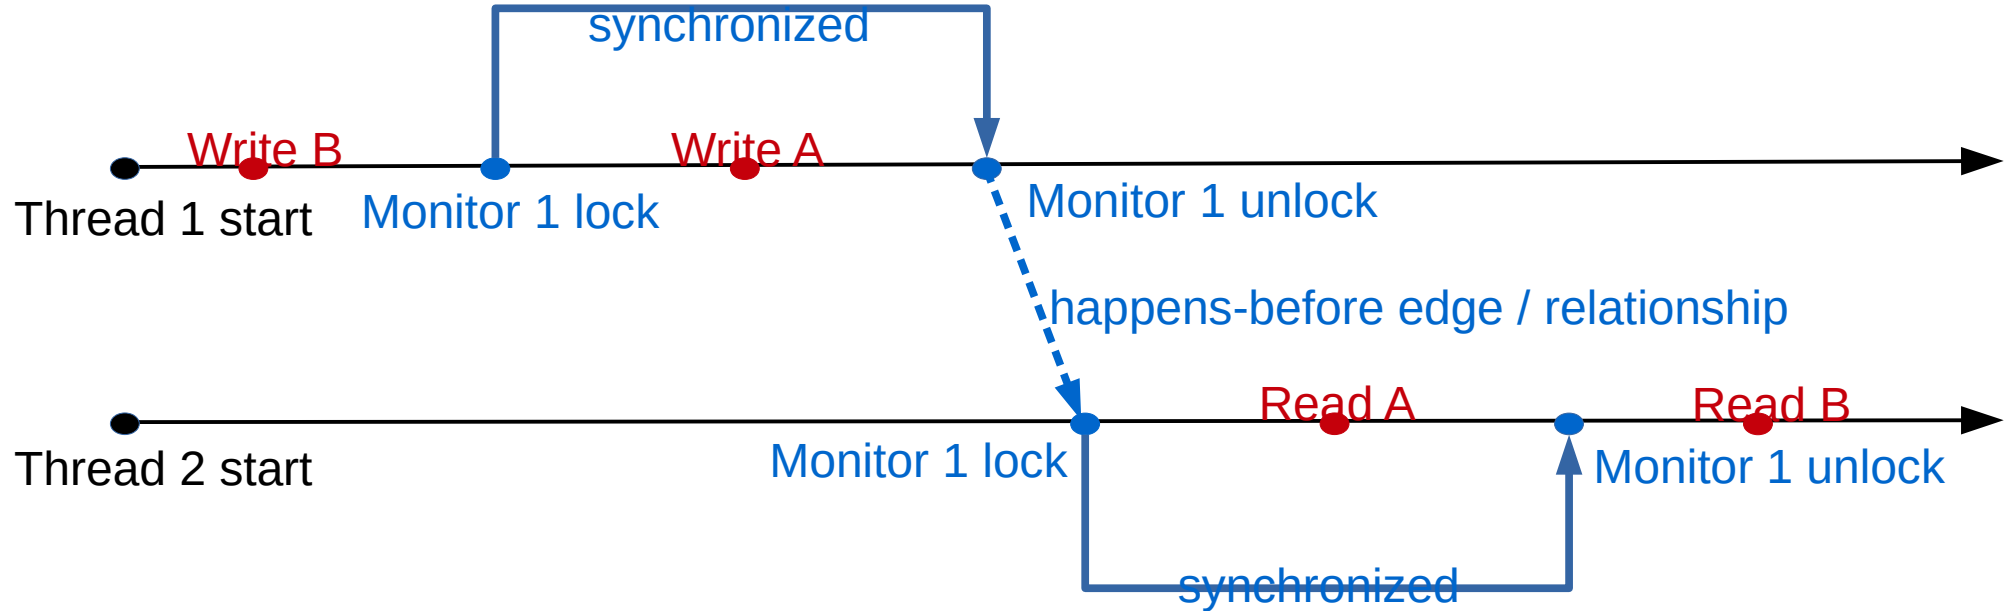 synchronized
Write B
Write A
Thread 1 start
Monitor 1 lock
Monitor 1 unlock
happens-before edge / relationship
Read A
Read B
Thread 2 start
Monitor 1 lock
Monitor 1 unlock
synchronized